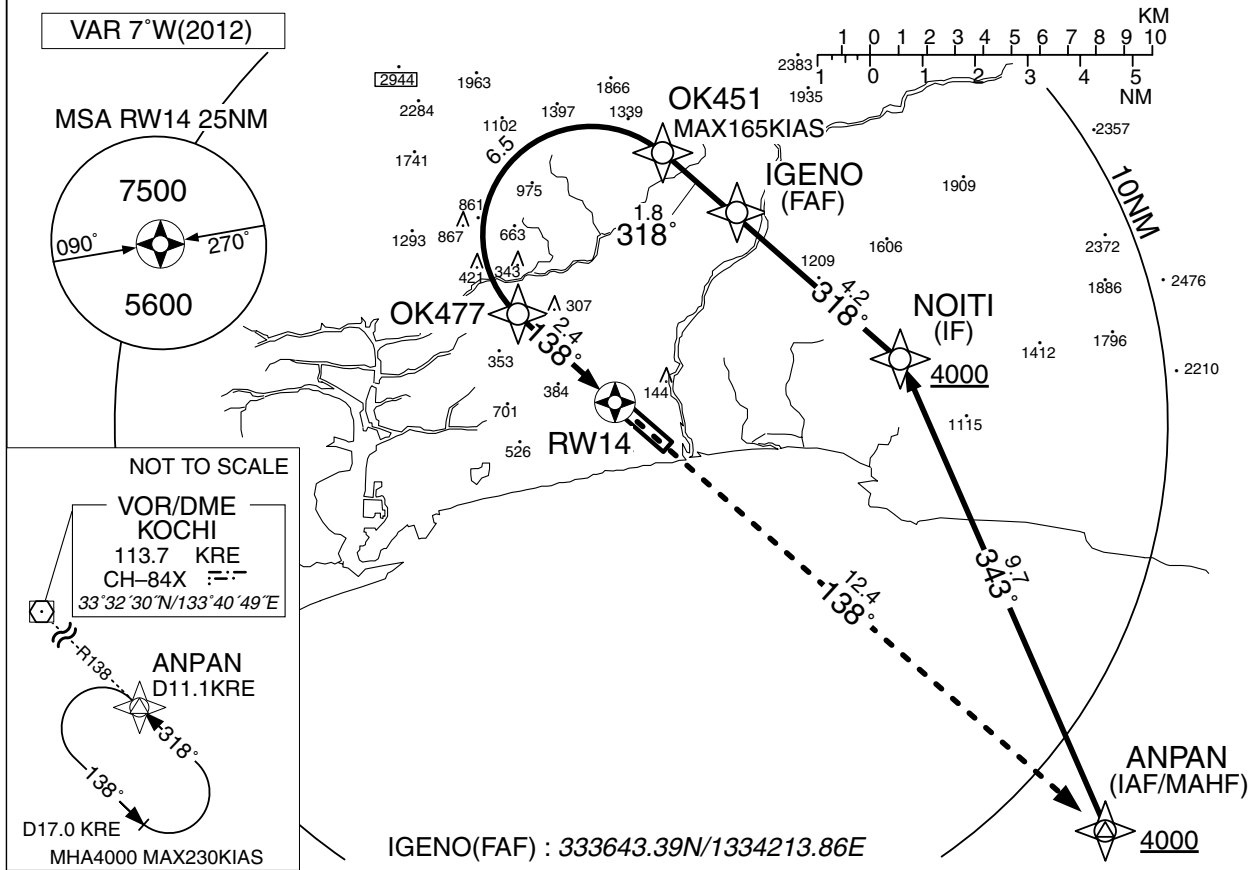 VAR 7°W(2012)
MSA RW14 25NM
7500
090°
270°
5600
KM
1 0 1 2 3 4 5 6 7 8 9 10
1 0 1 2 3 4 5
NM
2944
1963
1866
2383
2284
1397
1339
1935
1102
1741
975
861
867
663
1293
421
343
307
353
384
144
701
526
2357
1909
1606
1209
2372
1886
2476
1796
1412
2210
1115
10NM
OK451
MAX165KIAS
6.5
IGENO
(FAF)
1.8
318°
4.2
318°
NOITI
(IF)
4000
OK477
2.4
138°
RW14
9.7
343°
12.4
138°
ANPAN
(IAF/MAHF)
4000
NOT TO SCALE
VOR/DME
KOCHI
113.7 KRE
CH–84X
33°32´30˝N/133°40´49˝E
R138
ANPAN
D11.1KRE
318°
138°
D17.0 KRE
MHA4000 MAX230KIAS
IGENO(FAF) : 333643.39N/1334213.86E